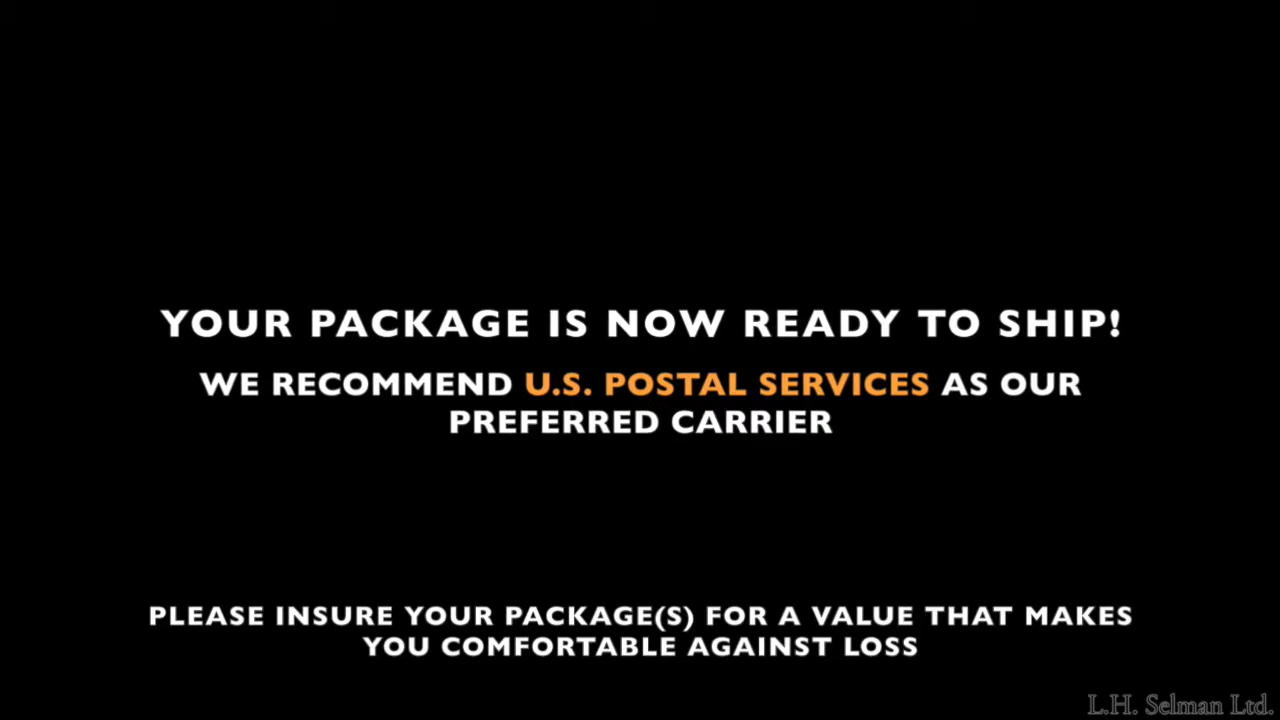 YOUR PACKAGE IS NOW READY TO SHIP!
WE RECOMMEND U.S. POSTAL SERVICES AS OUR
PREFERRED CARRIER
PLEASE INSURE YOUR PACKAGE(S) FOR A VALUE THAT MAKES
YOU COMFORTABLE AGAINST LOSS
L.H. Selman Ltd.